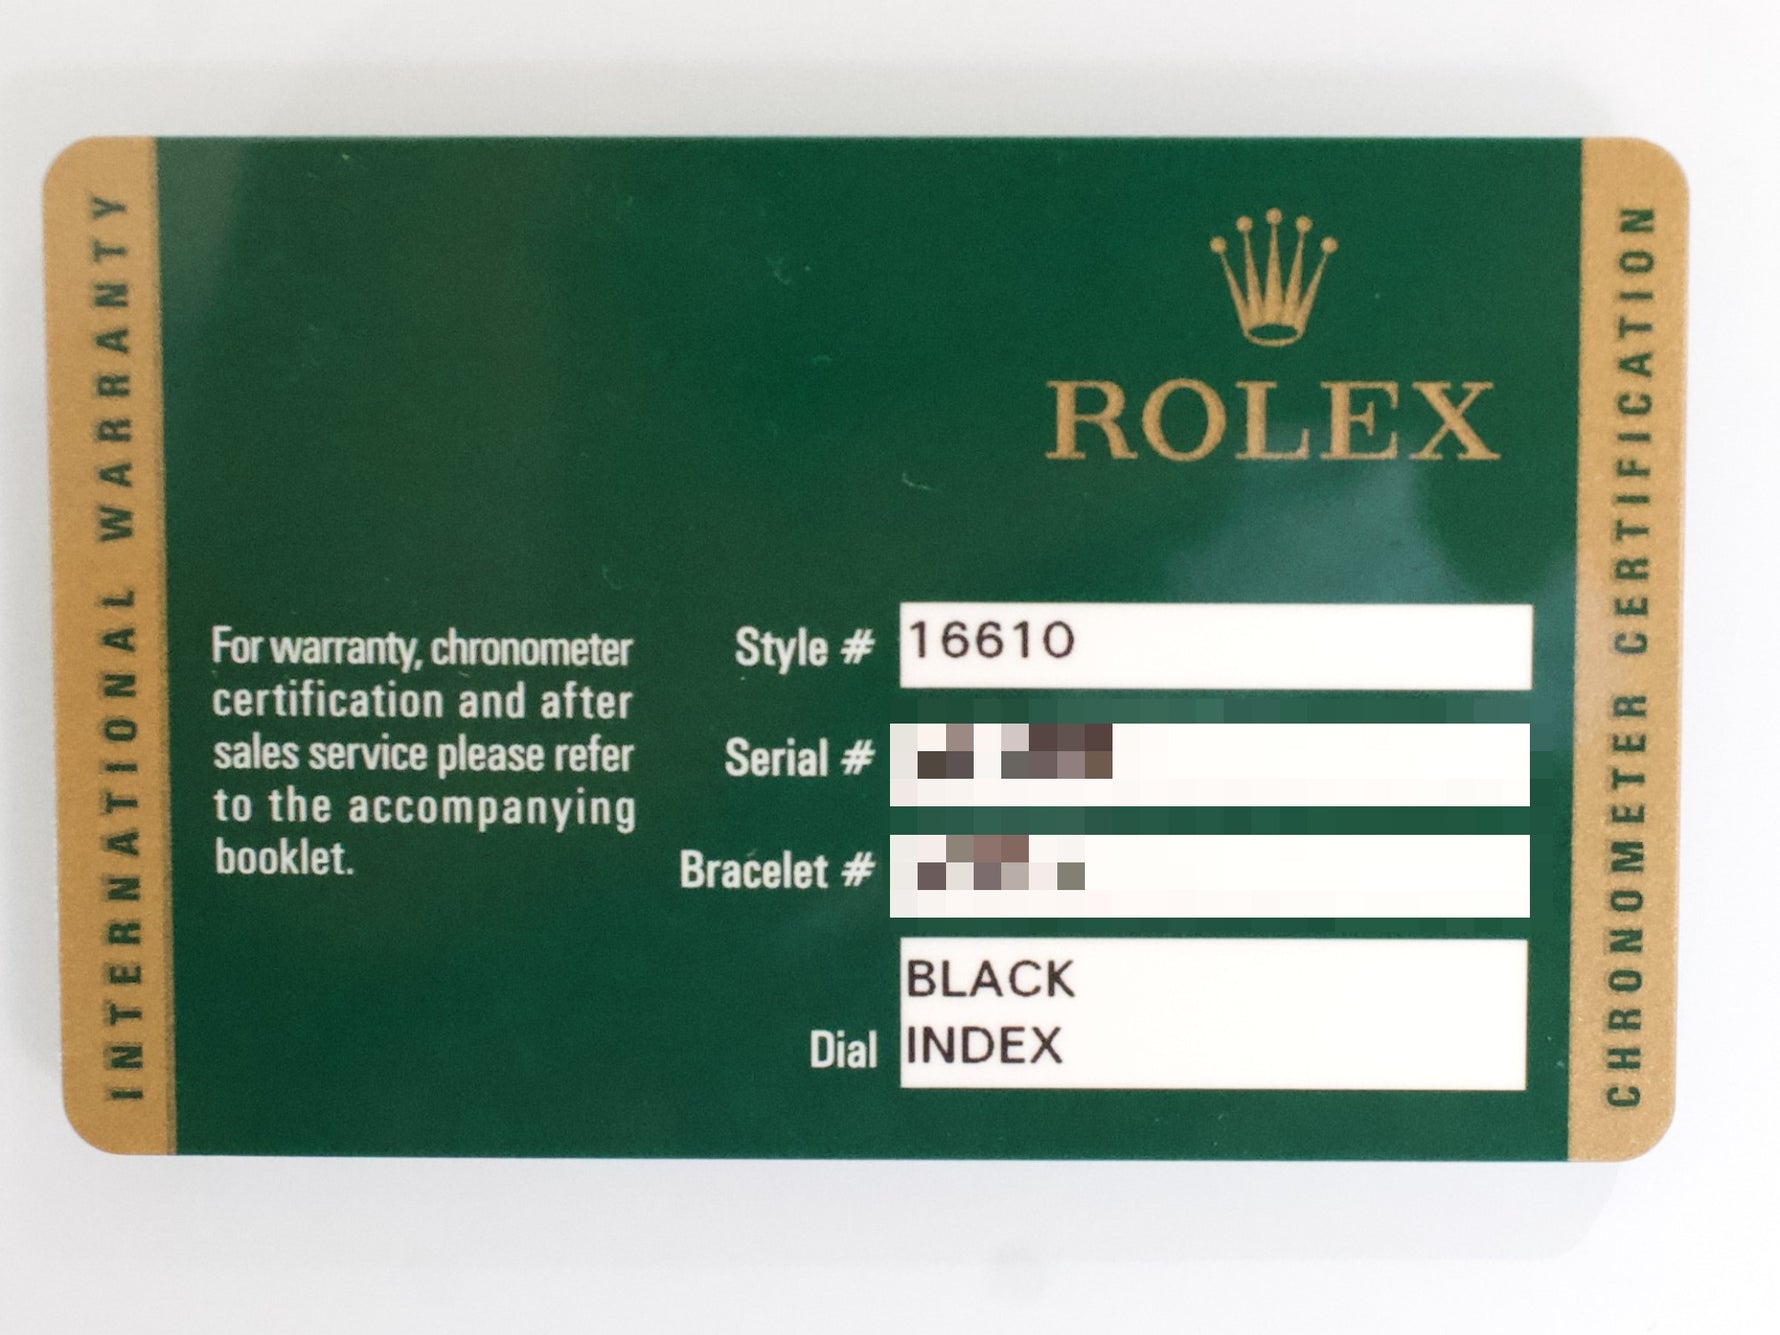 INTERNATIONAL WARRANTY
ROLEX
For warranty, chronometer
certification and after
sales service please refer
to the accompanying
booklet.
Style # 16610
Serial #
Bracelet #
Dial BLACK
INDEX
CHRONOMETER CERTIFICATION